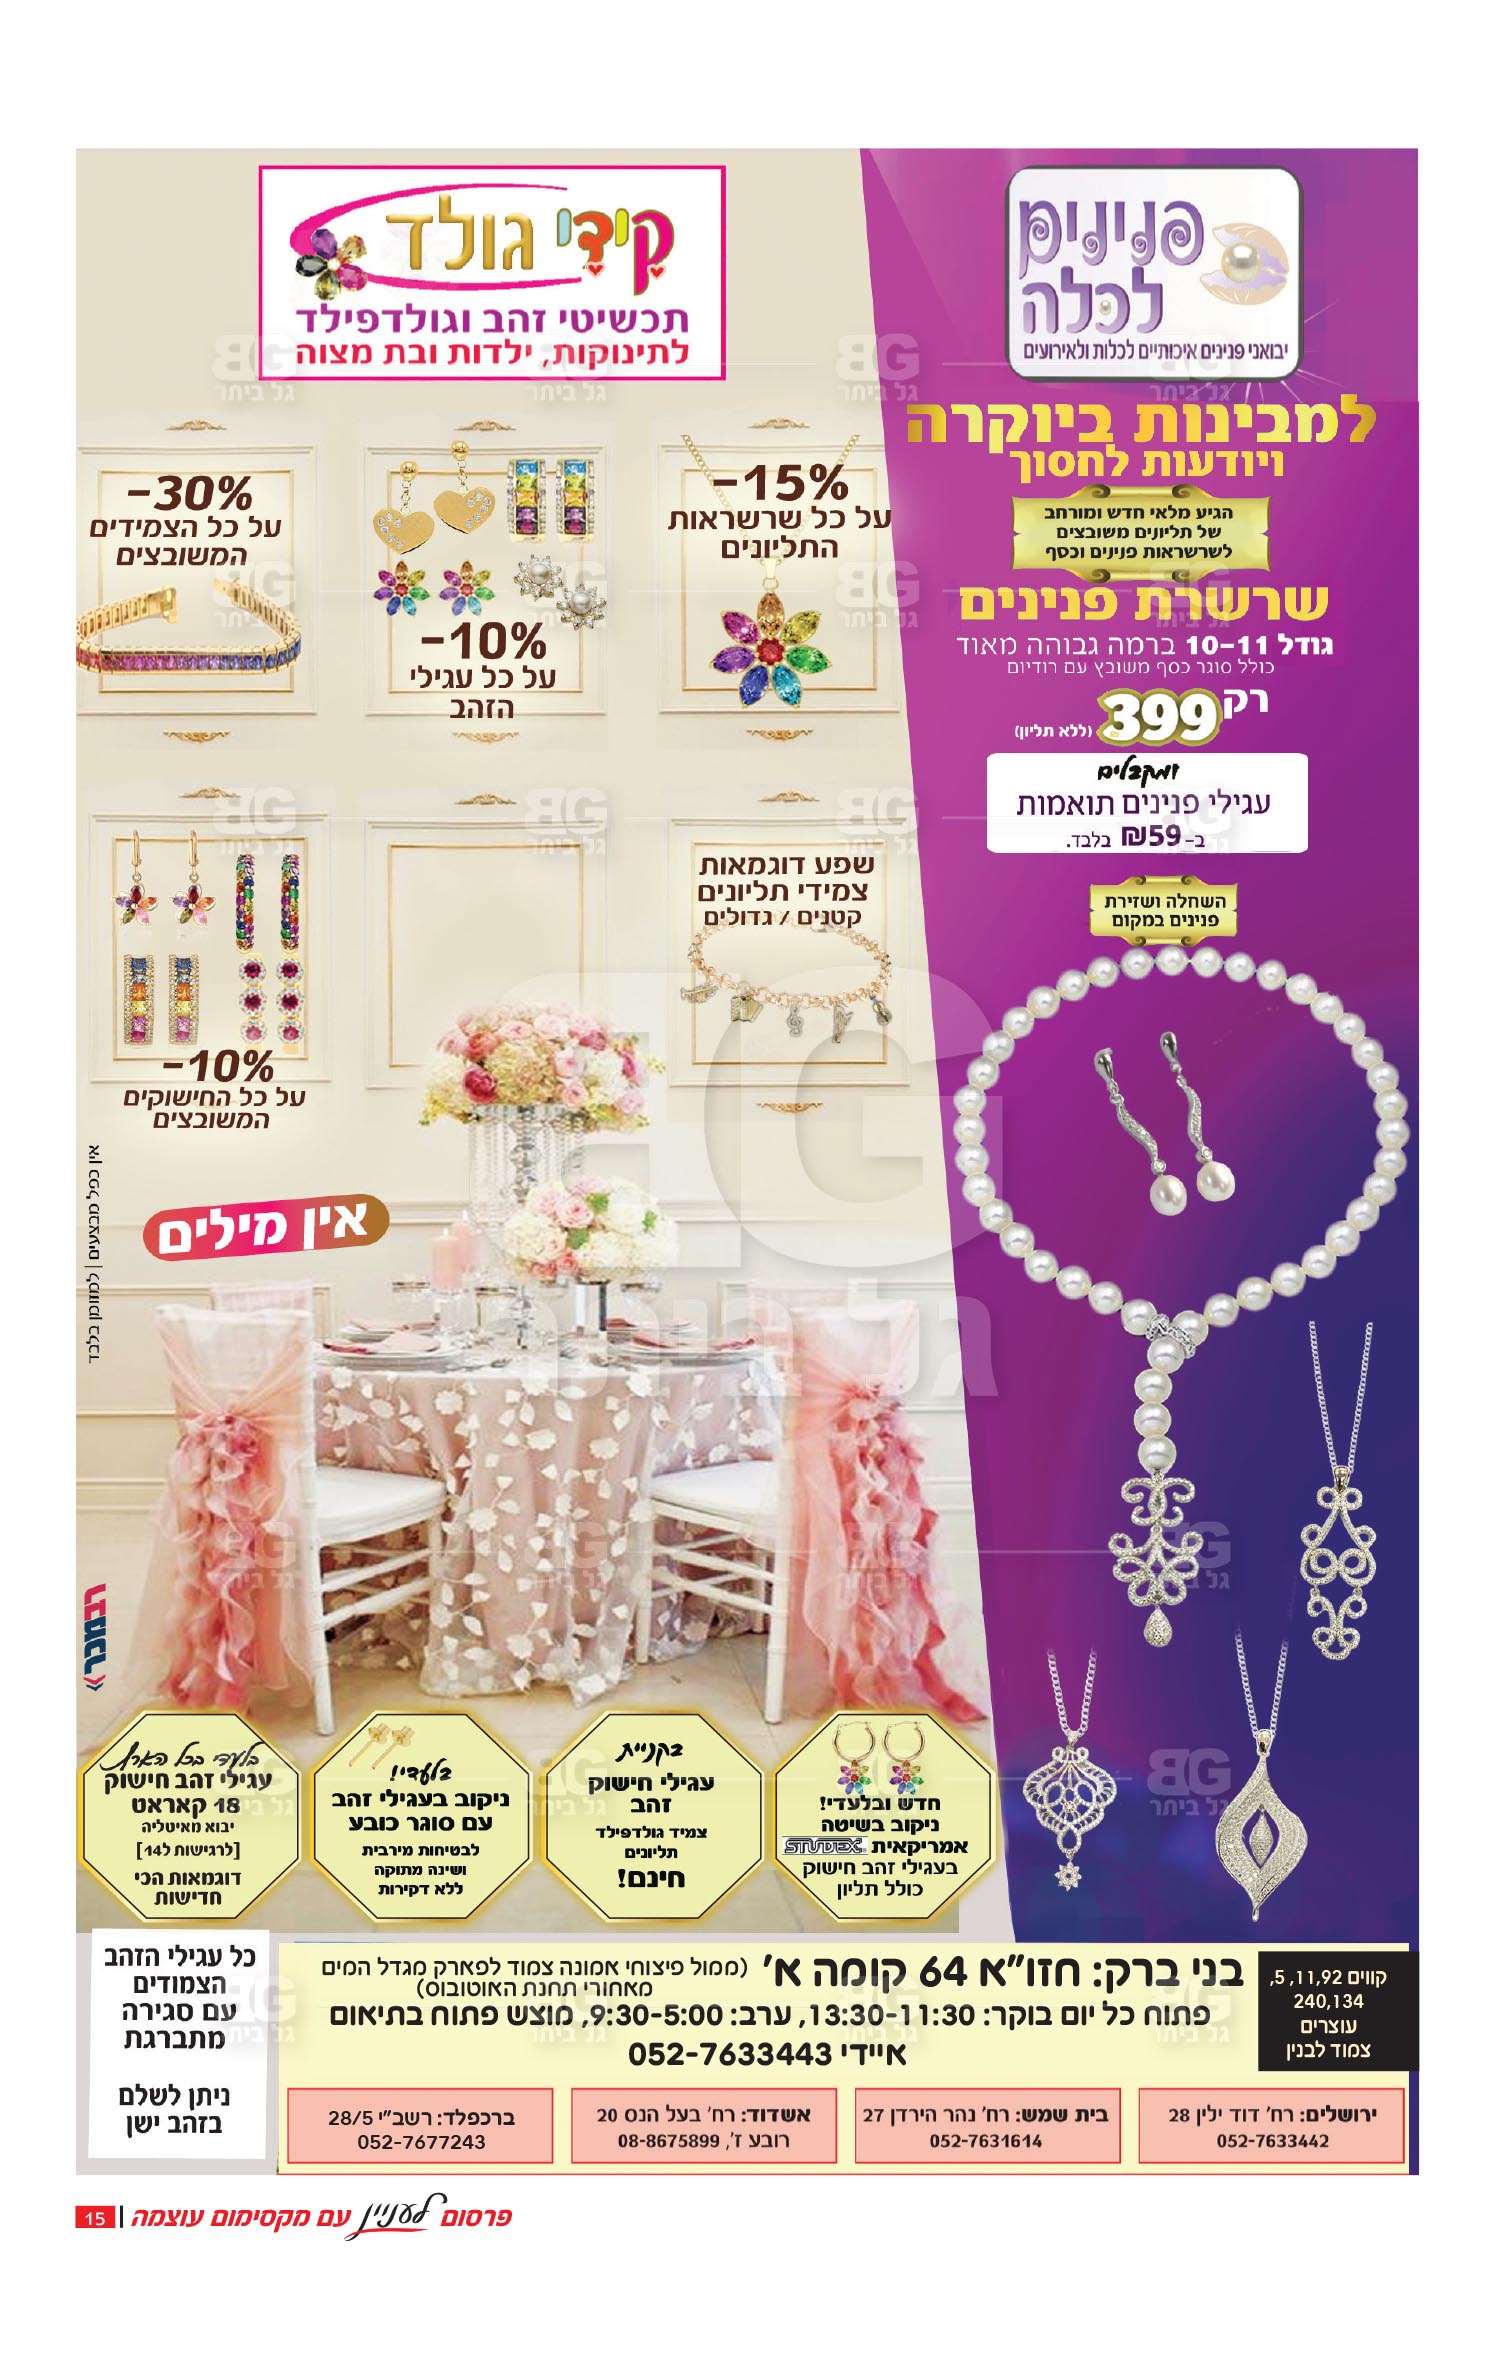 פנינים
לכלה
יבואני פנינים איכותיים לכלות ולאירועים
למבינות ביוקרה
ויודעות לחסוך
הגיע מלאי חדש ומורחב
של תליונים משובצים
לשרשראות פנינים וכסף
שרשרת פנינים
גודל 10-11 ברמה גבוהה מאוד
כולל סוגר כסף משובץ עם רודיום
רק 399₪ (ללא תליון)
ומקבלים
עגילי פנינים תואמות
ב-59₪ בלבד.
השחלה ושזירת
פנינים במקום
קידי גולד
תכשיטי זהב וגולדפילד
לתינוקות, ילדות ובת מצוה
-15%
על כל שרשראות
התליונים
-10%
על כל עגילי
הזהב
-30%
על כל הצמידים
המשובצים
שפע דוגמאות
צמידי תליונים
קטנים / גדולים
-10%
על כל החישוקים
המשובצים
אין מילים
אין כפל מבצעים | למזומן בלבד
רבמכר
חדש ובלעדי!
ניקוב בשיטה
אמריקאית STUDEX
בעגילי זהב חישוק
כולל תליון
בקניית
עגילי חישוק
זהב
צמיד גולדפילד
תליונים
חינם!
בלעדי!
ניקוב בעגילי זהב
עם סוגר כובע
לבטיחות מירבית
ושינה מתוקה
ללא דקירות
בלעדי בכל הארץ
עגילי זהב חישוק
18 קאראט
יבוא מאיטליה
[לרגישות ל14]
דוגמאות הכי
חדישות
קווים 11,92, 5,
240,134
עוצרים
צמוד לבנין
בני ברק: חזו"א 64 קומה א' (ממול פיצוחי אמונה צמוד לפארק מגדל המים
מאחורי תחנת האוטובוס)
פתוח כל יום בוקר: 13:30-11:30, ערב: 9:30-5:00, מוצש פתוח בתיאום
איידי 052-7633443
ירושלים: רח' דוד ילין 28
052-7633442
בית שמש: רח' נהר הירדן 27
052-7631614
אשדוד: רח' בעל הנס 20
רובע ז', 08-8675899
ברכפלד: רשב"י 28/5
052-7677243
כל עגילי הזהב
הצמודים
עם סגירה
מתברגת
ניתן לשלם
בזהב ישן
פרסום לעניין עם מקסימום עוצמה | 15
BG
גל ביתר